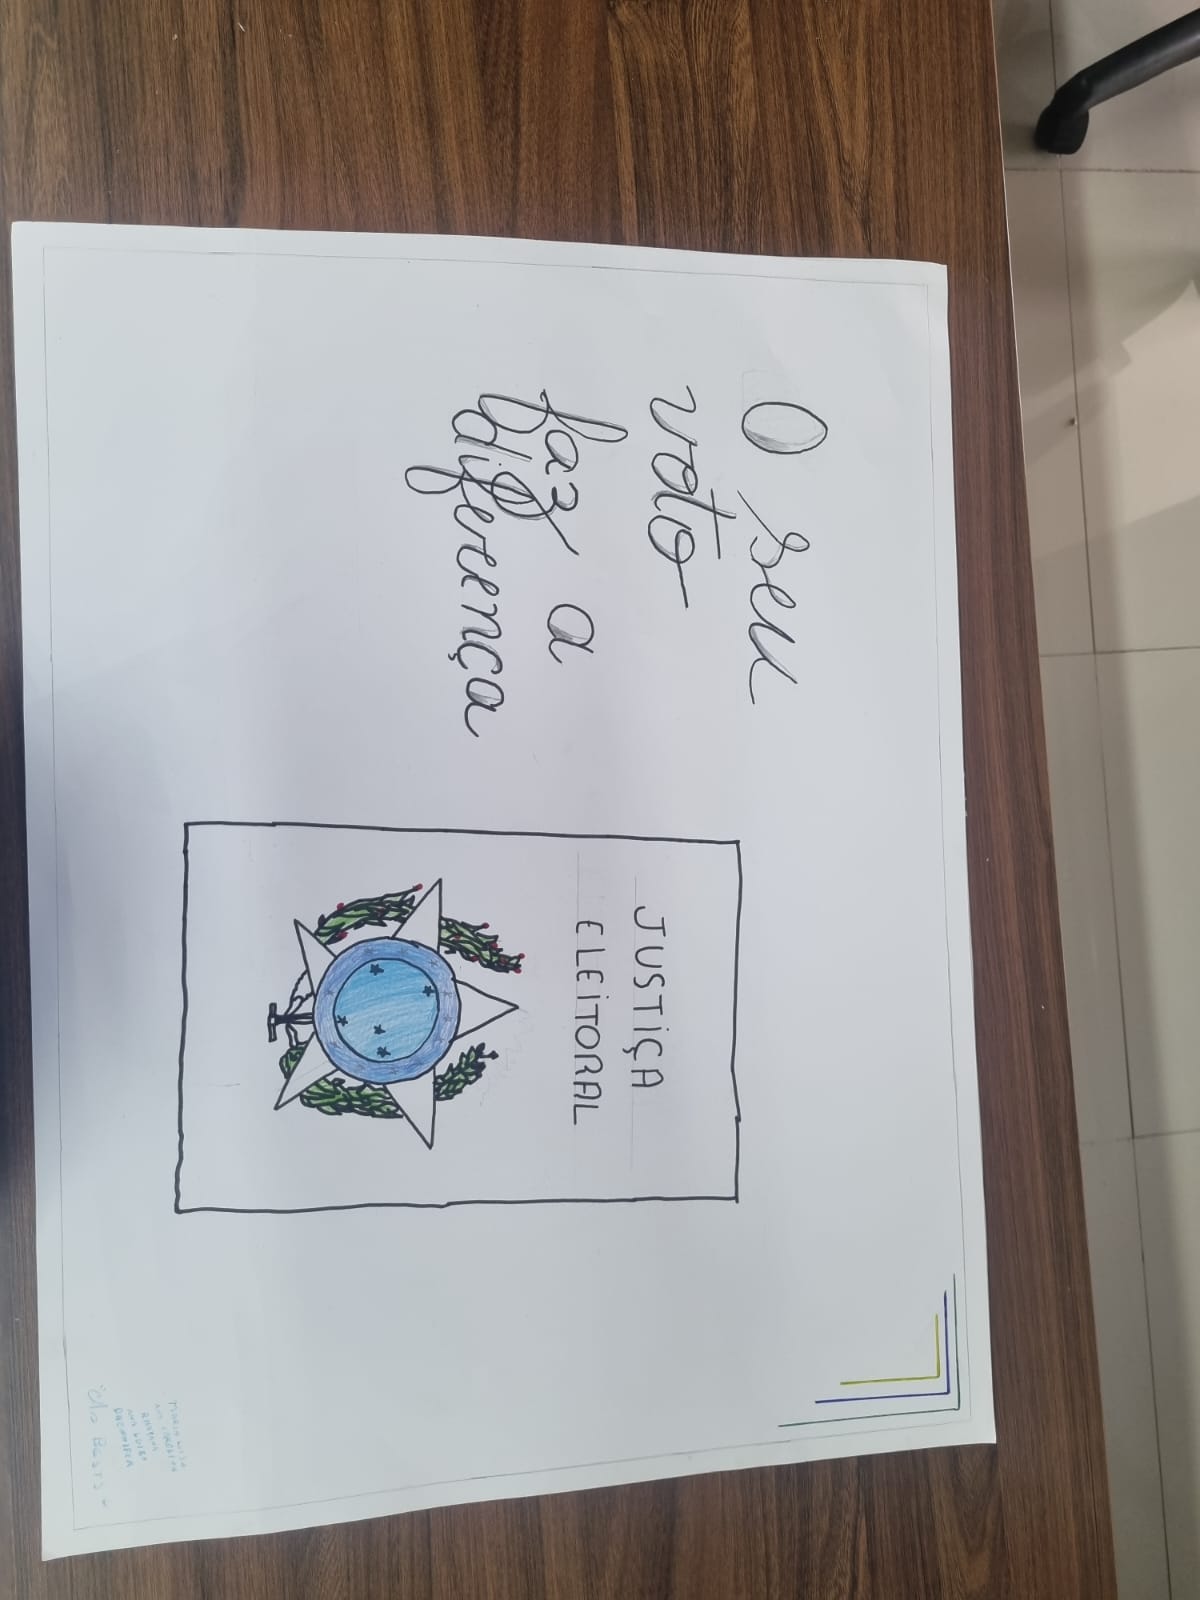 O seu
voto
faz a
diferença
JUSTIÇA
ELEITORAL